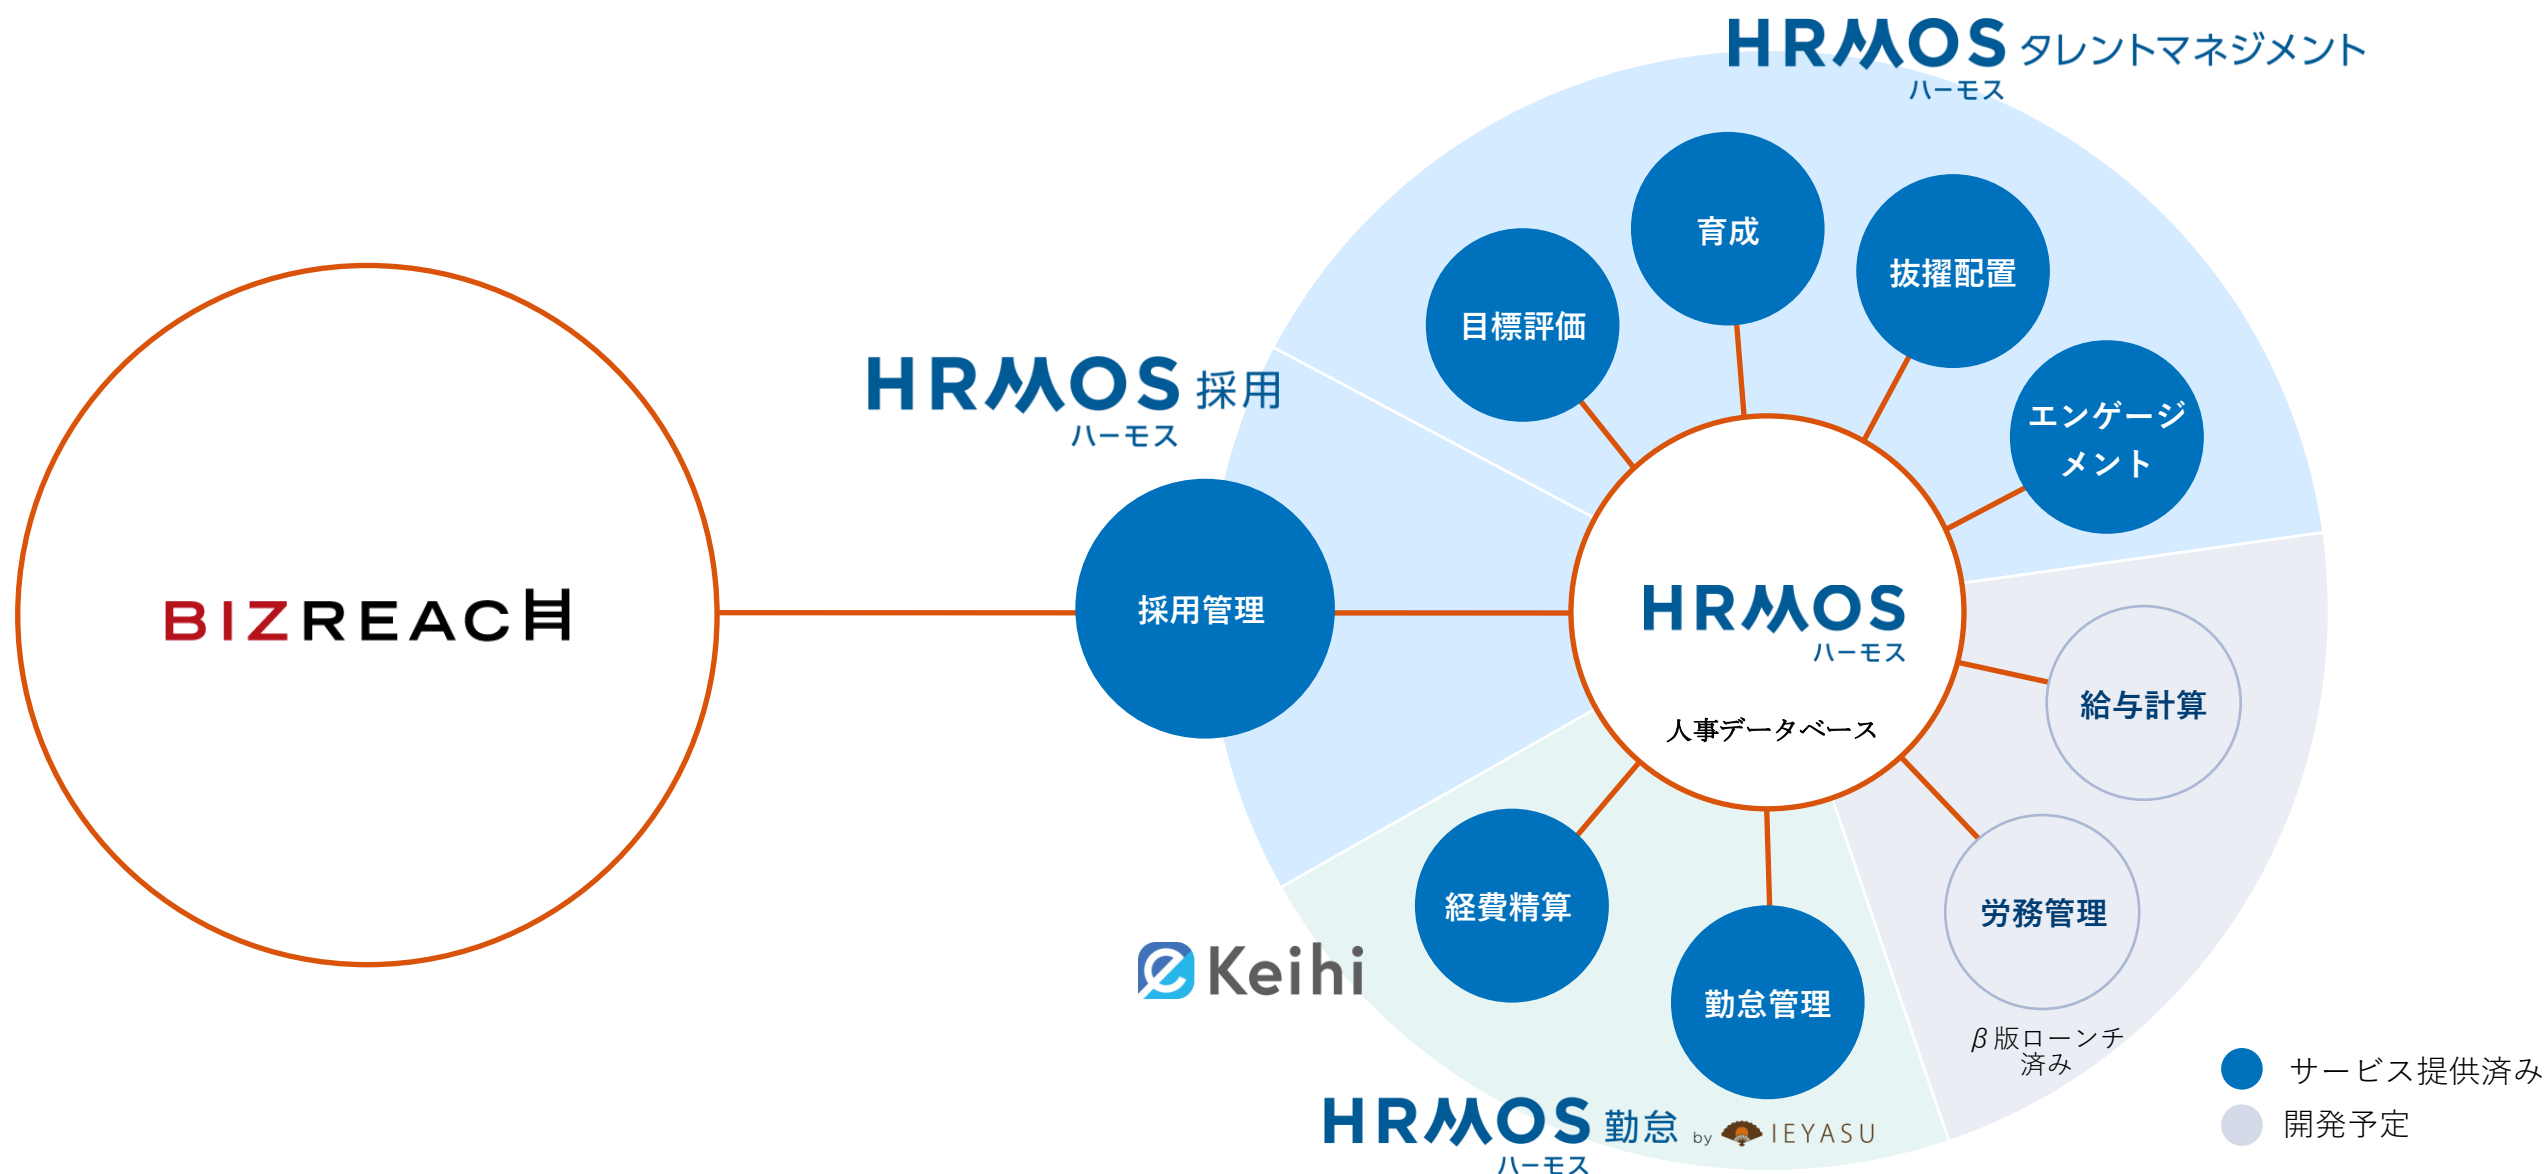 HRMOS タレントマネジメント
ハーモス
育成
抜擢配置
目標評価
エンゲージ
メント
HRMOS 採用
ハーモス
BIZREACH
採用管理
HRMOS
ハーモス
人事データベース
給与計算
経費精算
労務管理
Keihi
勤怠管理
β版ローンチ
済み
HRMOS 勤怠 by IEYASU
ハーモス
サービス提供済み
開発予定